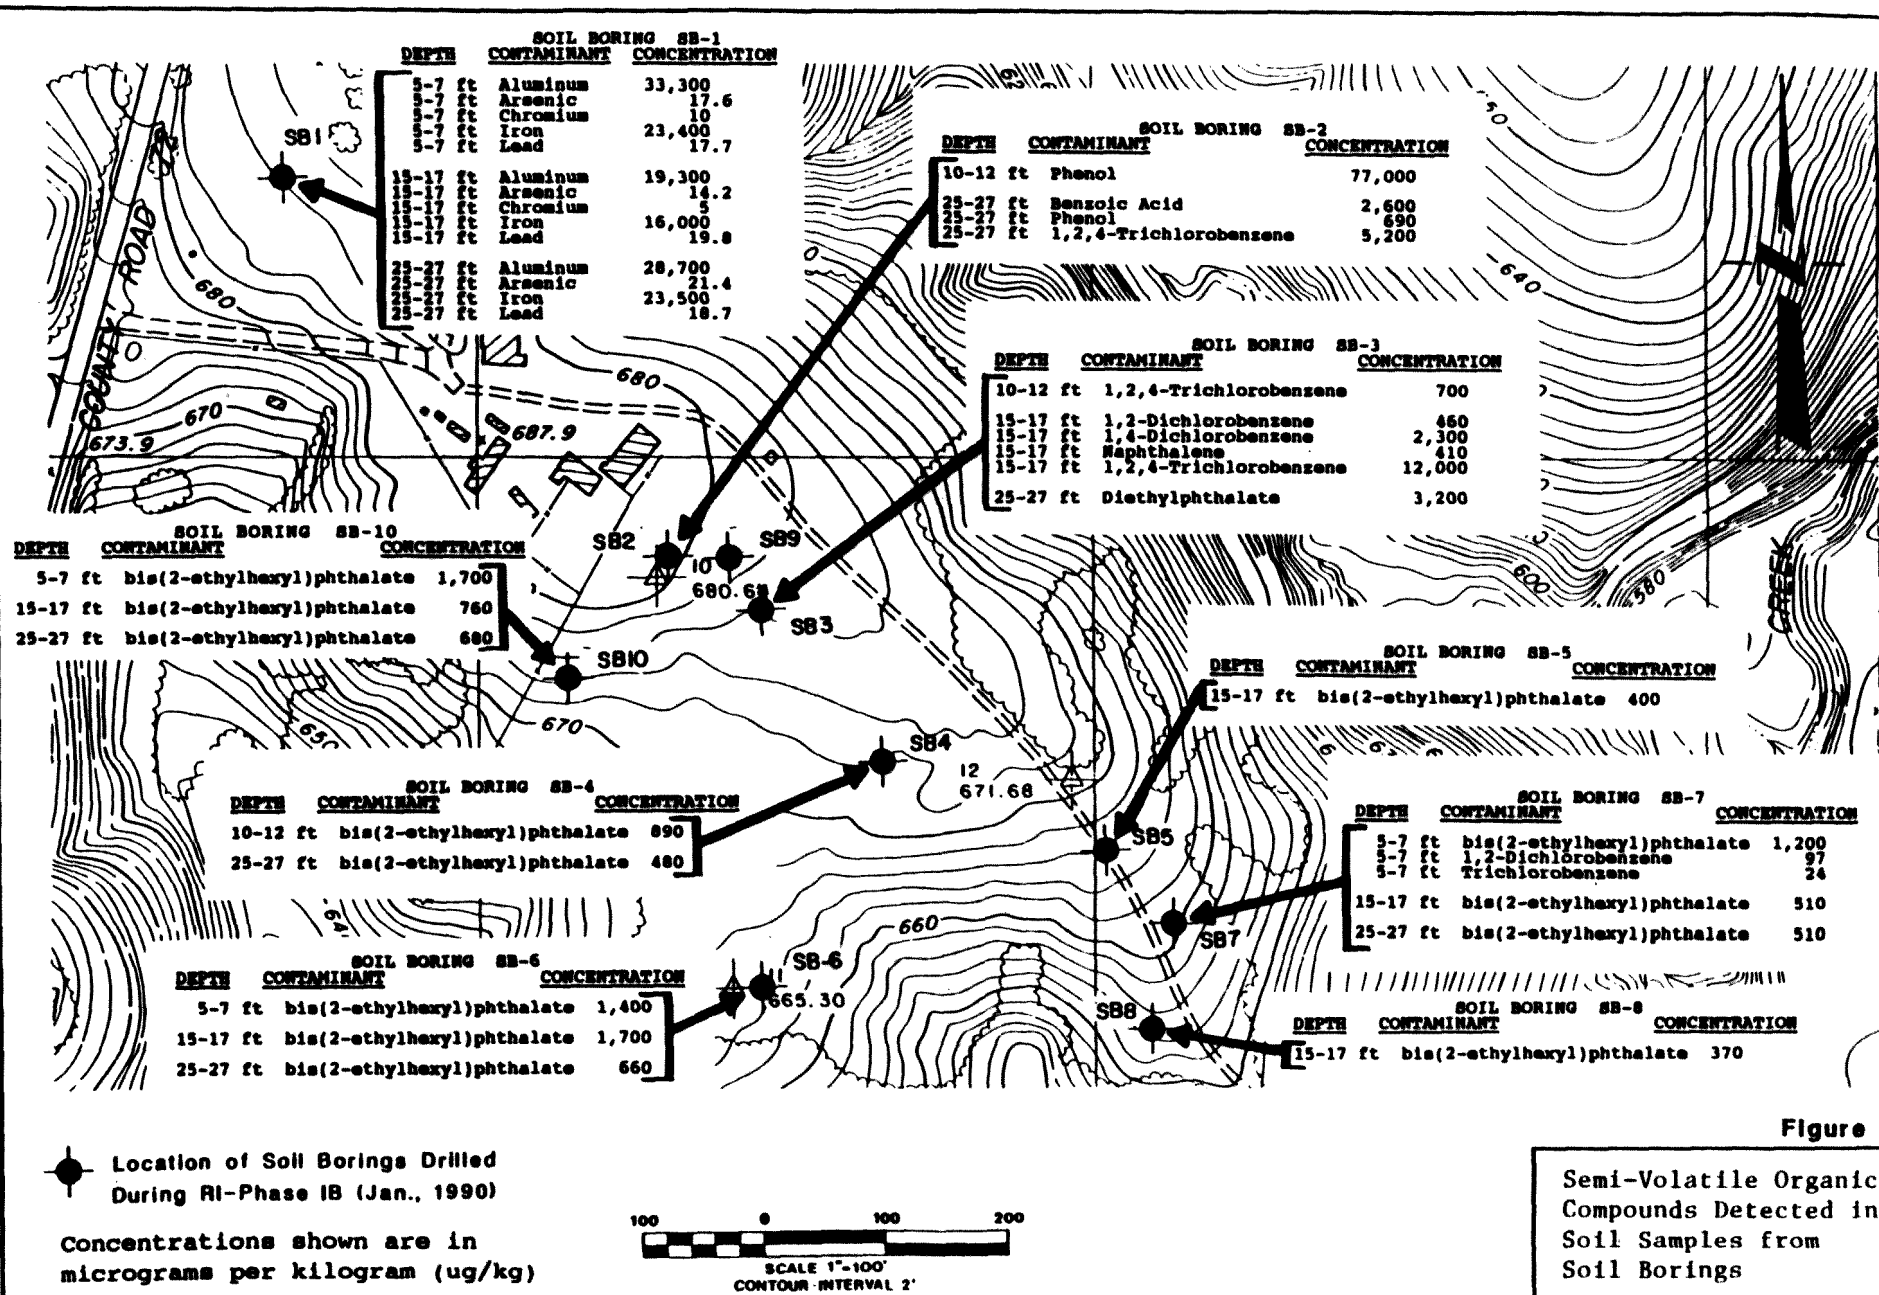 SOIL BORING SB-1
DEPTH CONTAMINANT CONCENTRATION
5-7 ft Aluminum 33,300
5-7 ft Arsenic 17.6
5-7 ft Chromium 10
5-7 ft Iron 23,400
5-7 ft Lead 17.7
15-17 ft Aluminum 19,300
15-17 ft Arsenic 14.2
15-17 ft Chromium 5
15-17 ft Iron 16,000
15-17 ft Lead 19.8
25-27 ft Aluminum 28,700
25-27 ft Arsenic 21.4
25-27 ft Iron 23,500
25-27 ft Lead 18.7
SB1
SOIL BORING SB-2
DEPTH CONTAMINANT CONCENTRATION
10-12 ft Phenol 77,000
25-27 ft Benzoic Acid 2,600
25-27 ft Phenol 690
25-27 ft 1,2,4-Trichlorobenzene 5,200
COUNTY ROAD
680
640
SOIL BORING SB-3
DEPTH CONTAMINANT CONCENTRATION
10-12 ft 1,2,4-Trichlorobenzene 700
15-17 ft 1,2-Dichlorobenzene 460
15-17 ft 1,4-Dichlorobenzene 2,300
15-17 ft Naphthalene 410
15-17 ft 1,2,4-Trichlorobenzene 12,000
25-27 ft Diethylphthalate 3,200
680
670
673.9
687.9
SOIL BORING SB-10
DEPTH CONTAMINANT CONCENTRATION
5-7 ft bis(2-ethylhexyl)phthalate 1,700
15-17 ft bis(2-ethylhexyl)phthalate 760
25-27 ft bis(2-ethylhexyl)phthalate 680
SB2
SB9
10
SB3
SB10
600
580
CREEK
SOIL BORING SB-5
DEPTH CONTAMINANT CONCENTRATION
15-17 ft bis(2-ethylhexyl)phthalate 400
670
650
SB4
12
671.68
SOIL BORING SB-4
DEPTH CONTAMINANT CONCENTRATION
10-12 ft bis(2-ethylhexyl)phthalate 890
25-27 ft bis(2-ethylhexyl)phthalate 480
SB5
SOIL BORING SB-7
DEPTH CONTAMINANT CONCENTRATION
5-7 ft bis(2-ethylhexyl)phthalate 1,200
5-7 ft 1,2-Dichlorobenzene 97
5-7 ft Trichlorobenzene 24
15-17 ft bis(2-ethylhexyl)phthalate 510
25-27 ft bis(2-ethylhexyl)phthalate 510
660
SB7
SOIL BORING SB-6
DEPTH CONTAMINANT CONCENTRATION
5-7 ft bis(2-ethylhexyl)phthalate 1,400
15-17 ft bis(2-ethylhexyl)phthalate 1,700
25-27 ft bis(2-ethylhexyl)phthalate 660
SB-6
11
665.30
SB8
SOIL BORING SB-8
DEPTH CONTAMINANT CONCENTRATION
15-17 ft bis(2-ethylhexyl)phthalate 370
Figure
Location of Soil Borings Drilled
During RI-Phase IB (Jan., 1990)
Concentrations shown are in
micrograms per kilogram (ug/kg)
100 0 100 200
SCALE 1"=100'
CONTOUR INTERVAL 2'
Semi-Volatile Organic
Compounds Detected in
Soil Samples from
Soil Borings